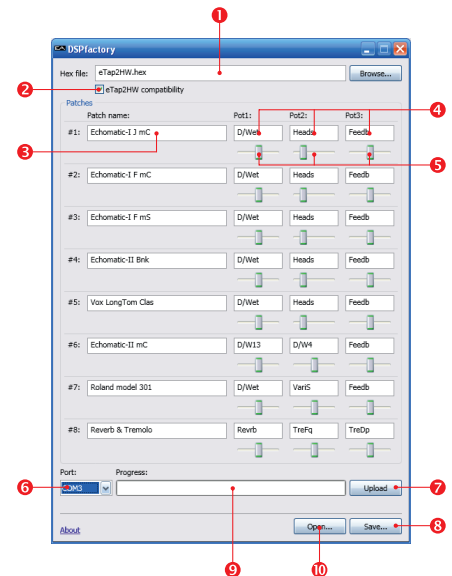 1
DSPfactory
Hex file: eTap2HW.hex Browse...
2 eTap2HW compatibility
Patches
Patch name: Pot1: Pot2: Pot3: 4
#1: Echomatic-I J mC D/Wet Heads Feedb
3 5
#2: Echomatic-I F mC D/Wet Heads Feedb
#3: Echomatic-I F mS D/Wet Heads Feedb
#4: Echomatic-II Bnk D/Wet Heads Feedb
#5: Vox LongTom Clas D/Wet Heads Feedb
#6: Echomatic-II mC D/W13 D/W4 Feedb
#7: Roland model 301 D/Wet VariS Feedb
#8: Reverb & Tremolo Revrb TreFq TreDp
Port: Progress:
6 COM3 Upload 7
About Open... Save... 8
9 10